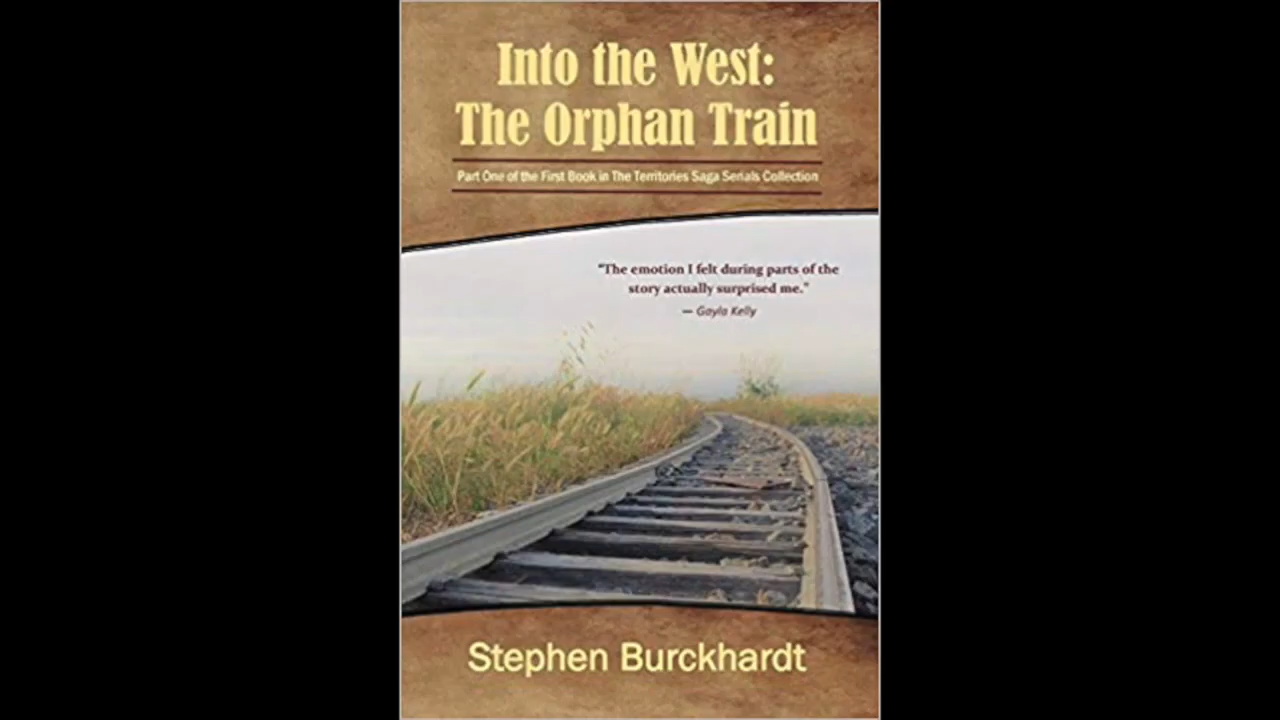 Into the West:
The Orphan Train
Part One of the First Book in The Territories Saga Serials Collection
"The emotion I felt during parts of the
story actually surprised me."
— Gayla Kelly
Stephen Burckhardt